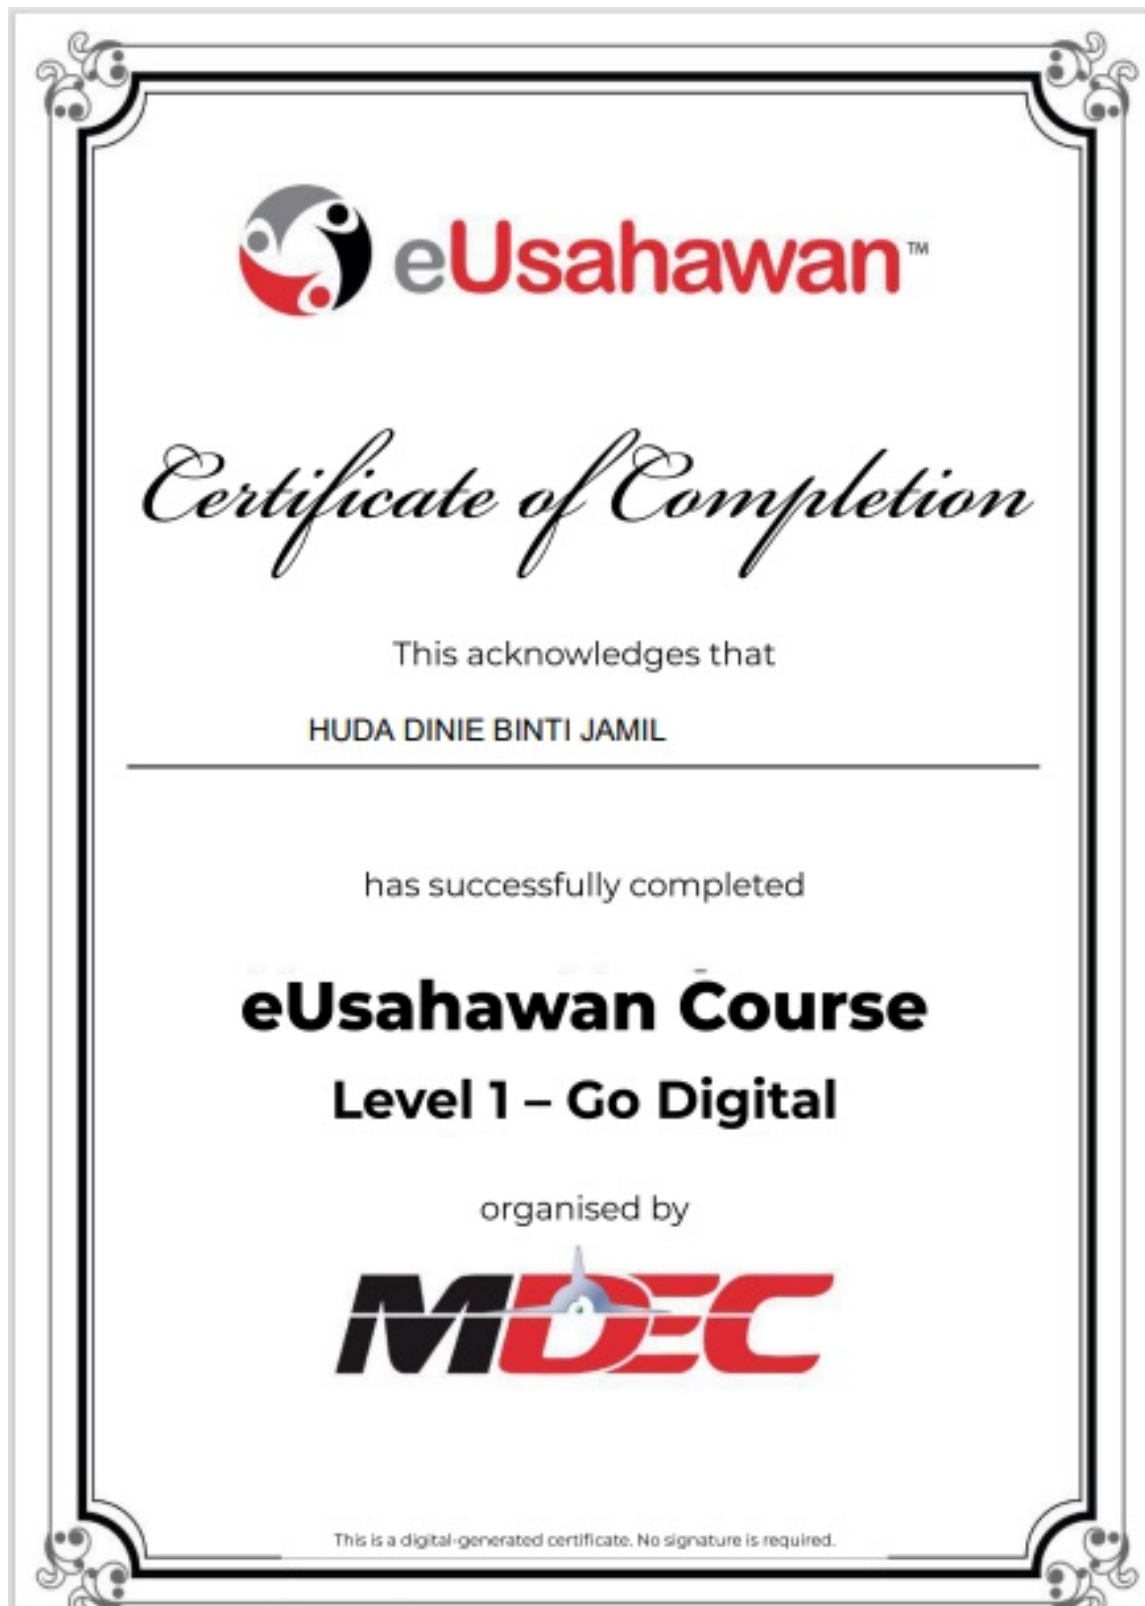 eUsahawan™
Certificate of Completion
This acknowledges that
HUDA DINIE BINTI JAMIL
has successfully completed
eUsahawan Course
Level 1 – Go Digital
organised by
MDEC
This is a digital-generated certificate. No signature is required.